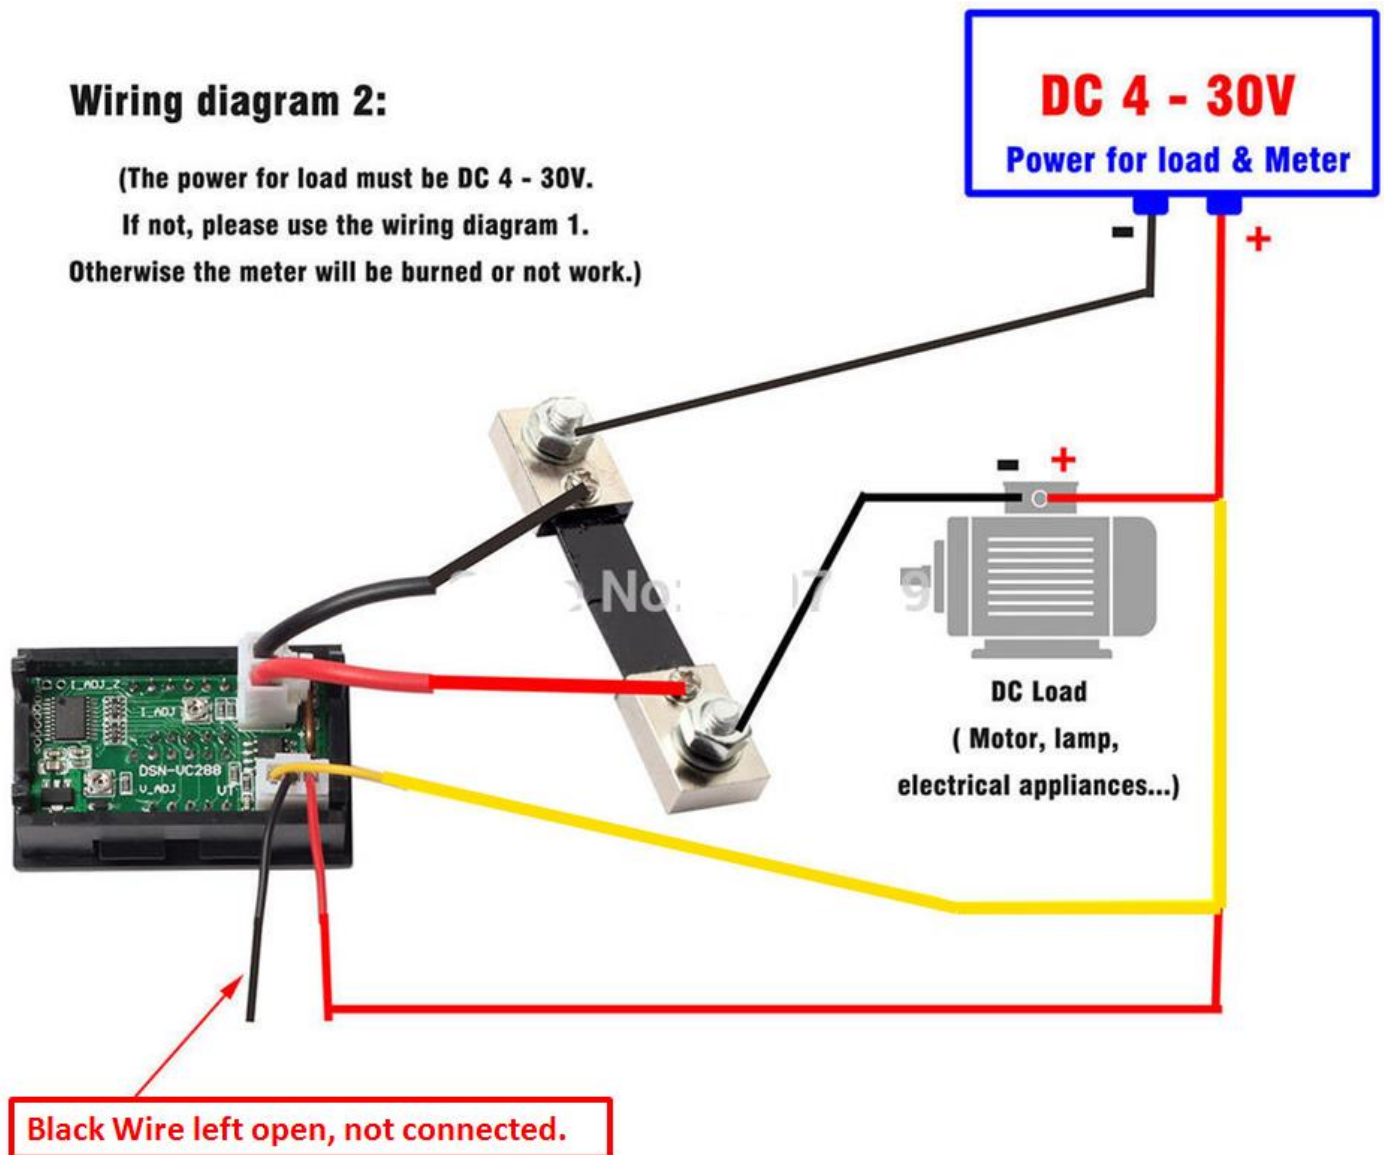 DC 4 - 30V
Power for load & Meter
- +
Wiring diagram 2:
(The power for load must be DC 4 - 30V.
If not, please use the wiring diagram 1.
Otherwise the meter will be burned or not work.)
- +
No:
DC Load
( Motor, lamp,
electrical appliances...)
I_ADJ_Z
I_ADJ
DSN-VC288
V_ADJ
Black Wire left open, not connected.